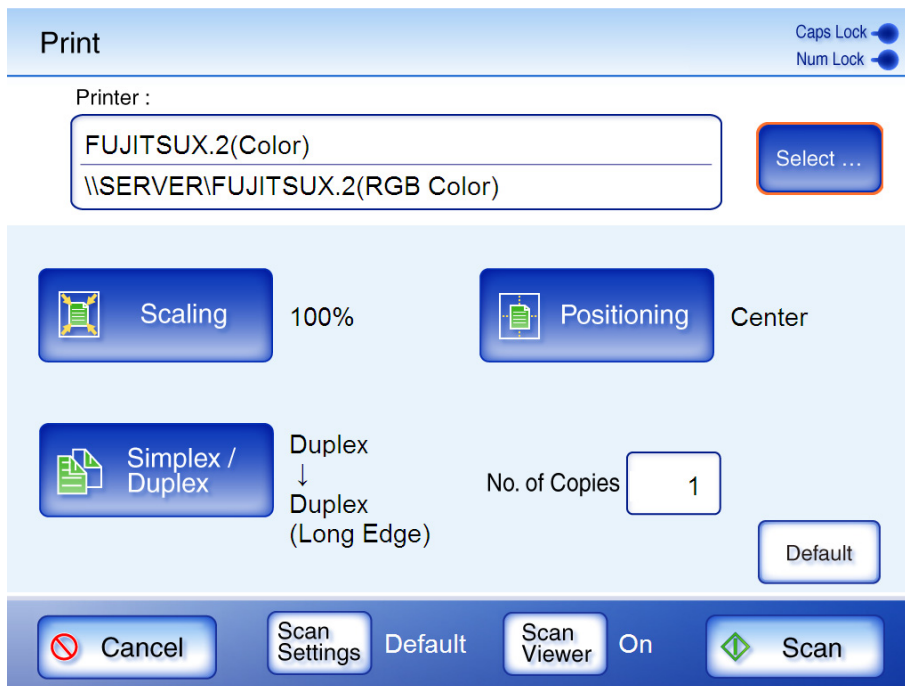 Print
Caps Lock
Num Lock
Printer :
FUJITSUX.2(Color)
\\SERVER\FUJITSUX.2(RGB Color)
Select ...
Scaling
100%
Positioning
Center
Simplex /
Duplex
Duplex
↓
Duplex
(Long Edge)
No. of Copies
1
Default
Cancel
Scan
Settings
Default
Scan
Viewer
On
Scan